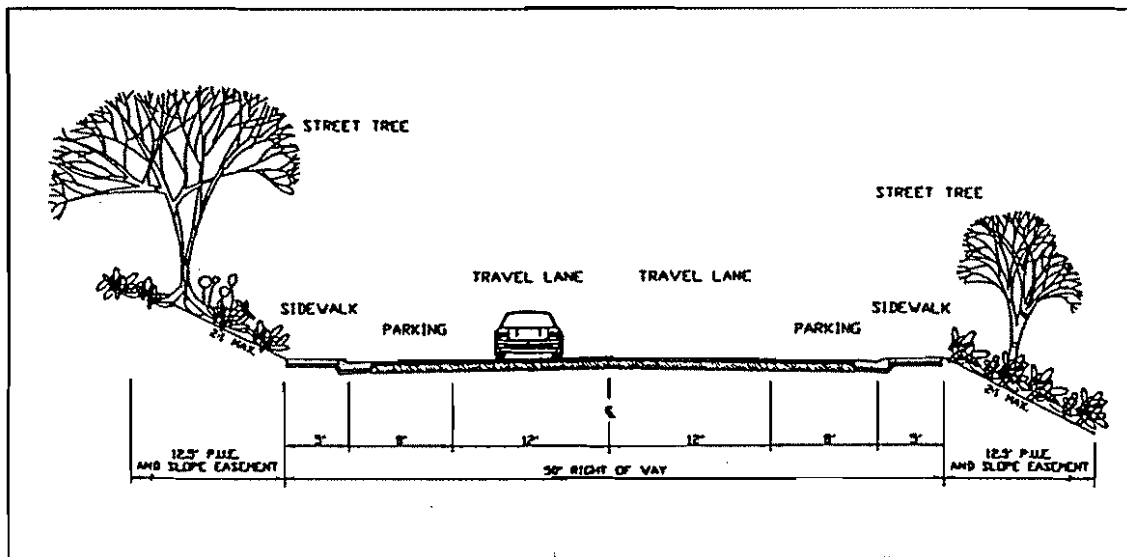 STREET TREE
STREET TREE
TRAVEL LANE
TRAVEL LANE
SIDEWALK
SIDEWALK
PARKING
PARKING
2:1 MAX.
2:1 MAX.
℄
5'
8'
12'
12'
8'
5'
12.5' P.U.E.
AND SLOPE EASEMENT
50' RIGHT OF WAY
12.5' P.U.E.
AND SLOPE EASEMENT